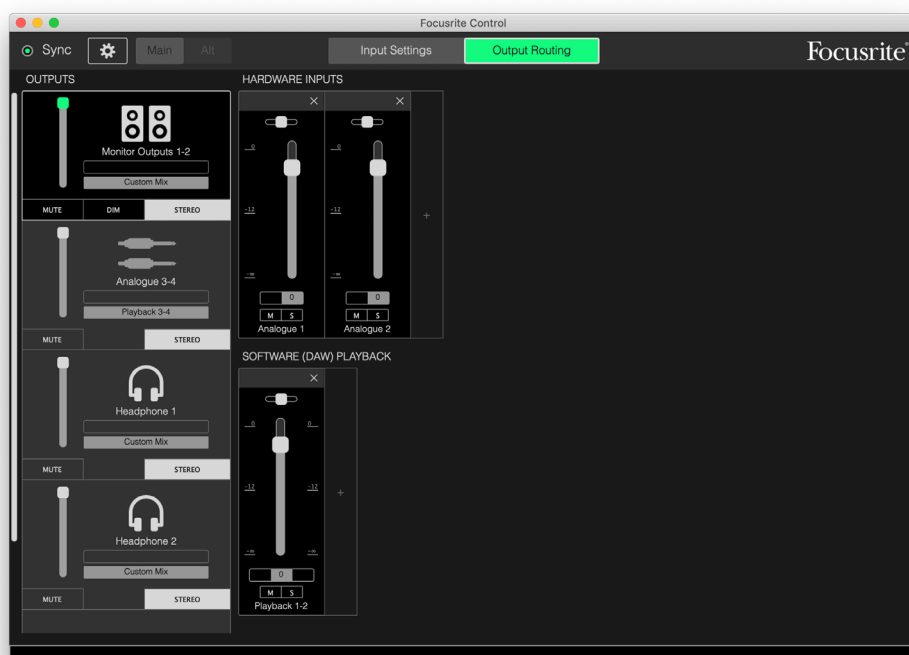 Focusrite Control
Sync
Main
Alt
Input Settings
Output Routing
Focusrite®
OUTPUTS
Monitor Outputs 1-2
Custom Mix
MUTE
DIM
STEREO
Analogue 3-4
Playback 3-4
MUTE
STEREO
Headphone 1
Custom Mix
MUTE
STEREO
Headphone 2
Custom Mix
MUTE
STEREO
HARDWARE INPUTS
0
-12
-∞
0
M S
Analogue 1
0
-12
-∞
0
M S
Analogue 2
+
SOFTWARE (DAW) PLAYBACK
0 0
-12 -12
-∞ -∞
0
M S
Playback 1-2
+